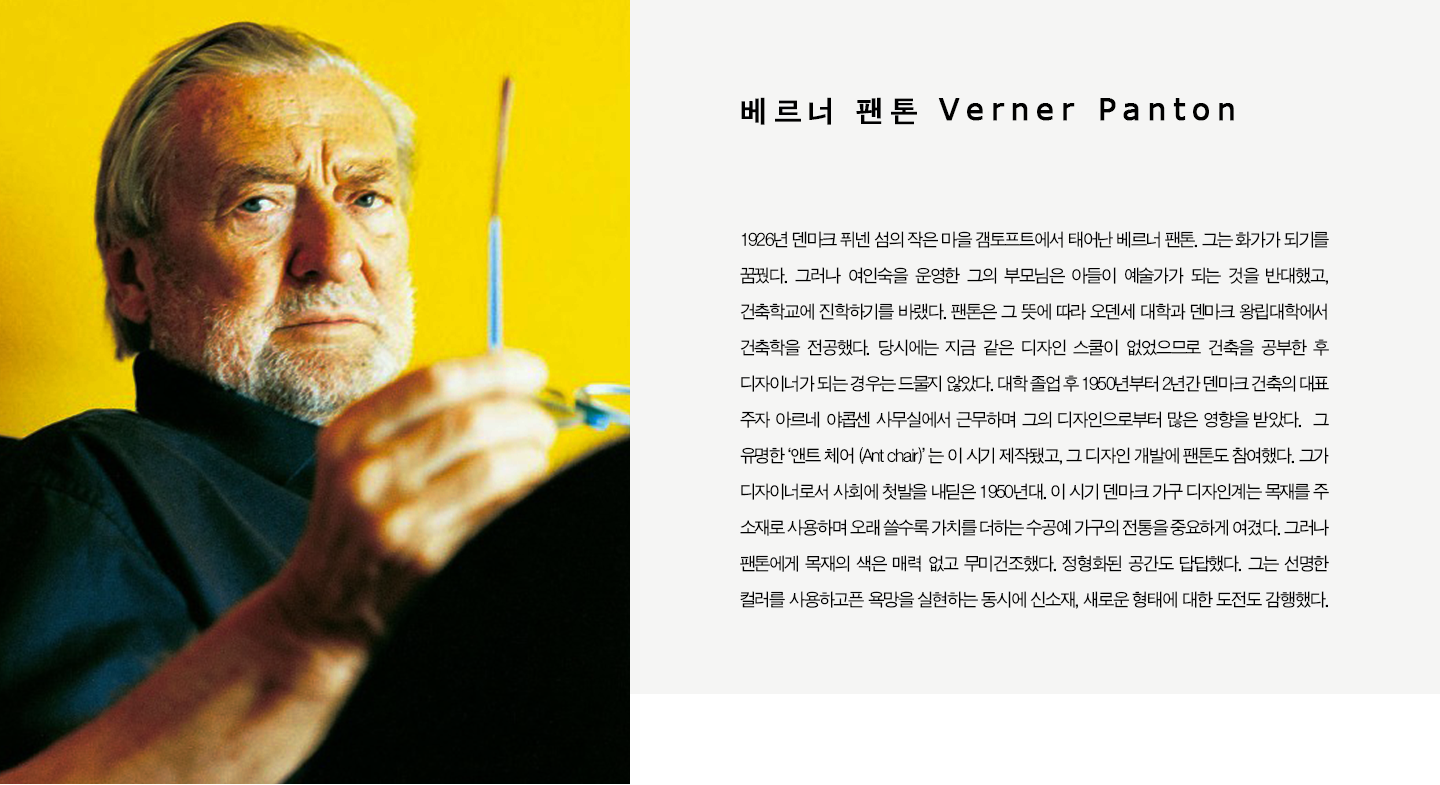 베르너 팬톤 Verner Panton
1926년 덴마크 퓌넨 섬의 작은 마을 갬토프트에서 태어난 베르너 팬톤. 그는 화가가 되기를
꿈꿨다. 그러나 여인숙을 운영한 그의 부모님은 아들이 예술가가 되는 것을 반대했고,
건축학교에 진학하기를 바랬다. 팬톤은 그 뜻에 따라 오덴세 대학과 덴마크 왕립대학에서
건축학을 전공했다. 당시에는 지금 같은 디자인 스쿨이 없었으므로 건축을 공부한 후
디자이너가 되는 경우는 드물지 않았다. 대학 졸업 후 1950년부터 2년간 덴마크 건축의 대표
주자 아르네 야콥센 사무실에서 근무하며 그의 디자인으로부터 많은 영향을 받았다. 그
유명한 ‘앤트 체어 (Ant chair)’ 는 이 시기 제작됐고, 그 디자인 개발에 팬톤도 참여했다. 그가
디자이너로서 사회에 첫발을 내딛은 1950년대. 이 시기 덴마크 가구 디자인계는 목재를 주
소재로 사용하며 오래 쓸수록 가치를 더하는 수공예 가구의 전통을 중요하게 여겼다. 그러나
팬톤에게 목재의 색은 매력 없고 무미건조했다. 정형화된 공간도 답답했다. 그는 선명한
컬러를 사용하고픈 욕망을 실현하는 동시에 신소재, 새로운 형태에 대한 도전도 감행했다.